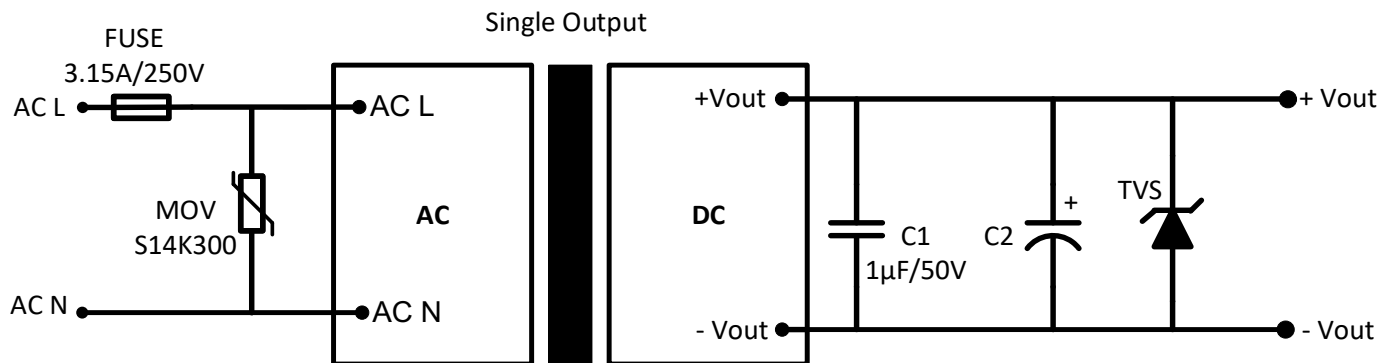 Single Output
FUSE
3.15A/250V
AC L
AC L
MOV
S14K300
AC N
AC N
AC
DC
+Vout
- Vout
C1
1µF/50V
C2
+
TVS
+ Vout
- Vout